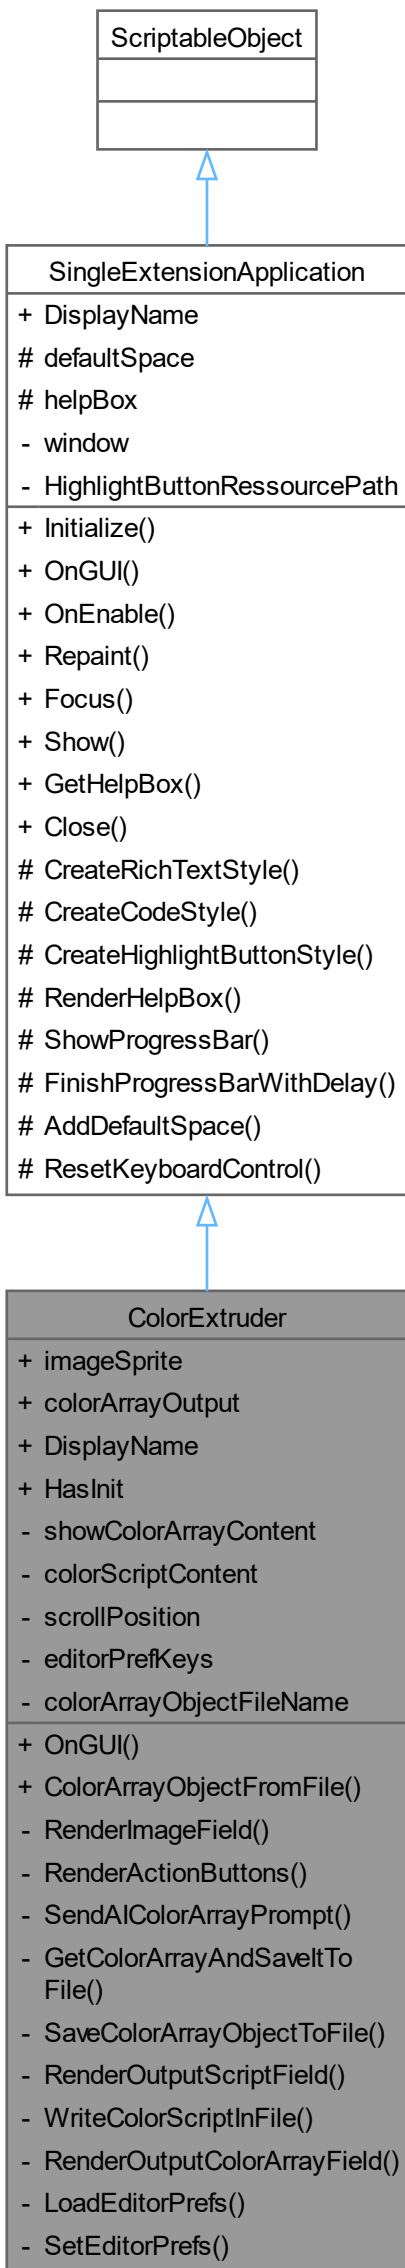 ScriptableObject
SingleExtensionApplication
+ DisplayName
# defaultSpace
# helpBox
- window
- HighlightButtonRessourcePath
+ Initialize()
+ OnGUI()
+ OnEnable()
+ Repaint()
+ Focus()
+ Show()
+ GetHelpBox()
+ Close()
# CreateRichTextStyle()
# CreateCodeStyle()
# CreateHighlightButtonStyle()
# RenderHelpBox()
# ShowProgressBar()
# FinishProgressBarWithDelay()
# AddDefaultSpace()
# ResetKeyboardControl()
ColorExtruder
+ imageSprite
+ colorArrayOutput
+ DisplayName
+ HasInit
- showColorArrayContent
- colorScriptContent
- scrollPosition
- editorPrefKeys
- colorArrayObjectFileName
+ OnGUI()
+ ColorArrayObjectFromFile()
- RenderImageField()
- RenderActionButtons()
- SendAIColorArrayPrompt()
- GetColorArrayAndSaveItTo
File()
- SaveColorArrayObjectToFile()
- RenderOutputScriptField()
- WriteColorScriptInFile()
- RenderOutputColorArrayField()
- LoadEditorPrefs()
- SetEditorPrefs()